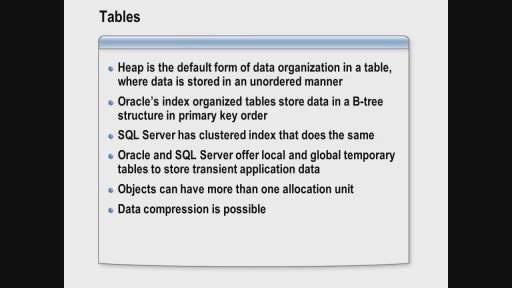 Tables
Heap is the default form of data organization in a table,
where data is stored in an unordered manner
Oracle's index organized tables store data in a B-tree
structure in primary key order
SQL Server has clustered index that does the same
Oracle and SQL Server offer local and global temporary
tables to store transient application data
Objects can have more than one allocation unit
Data compression is possible